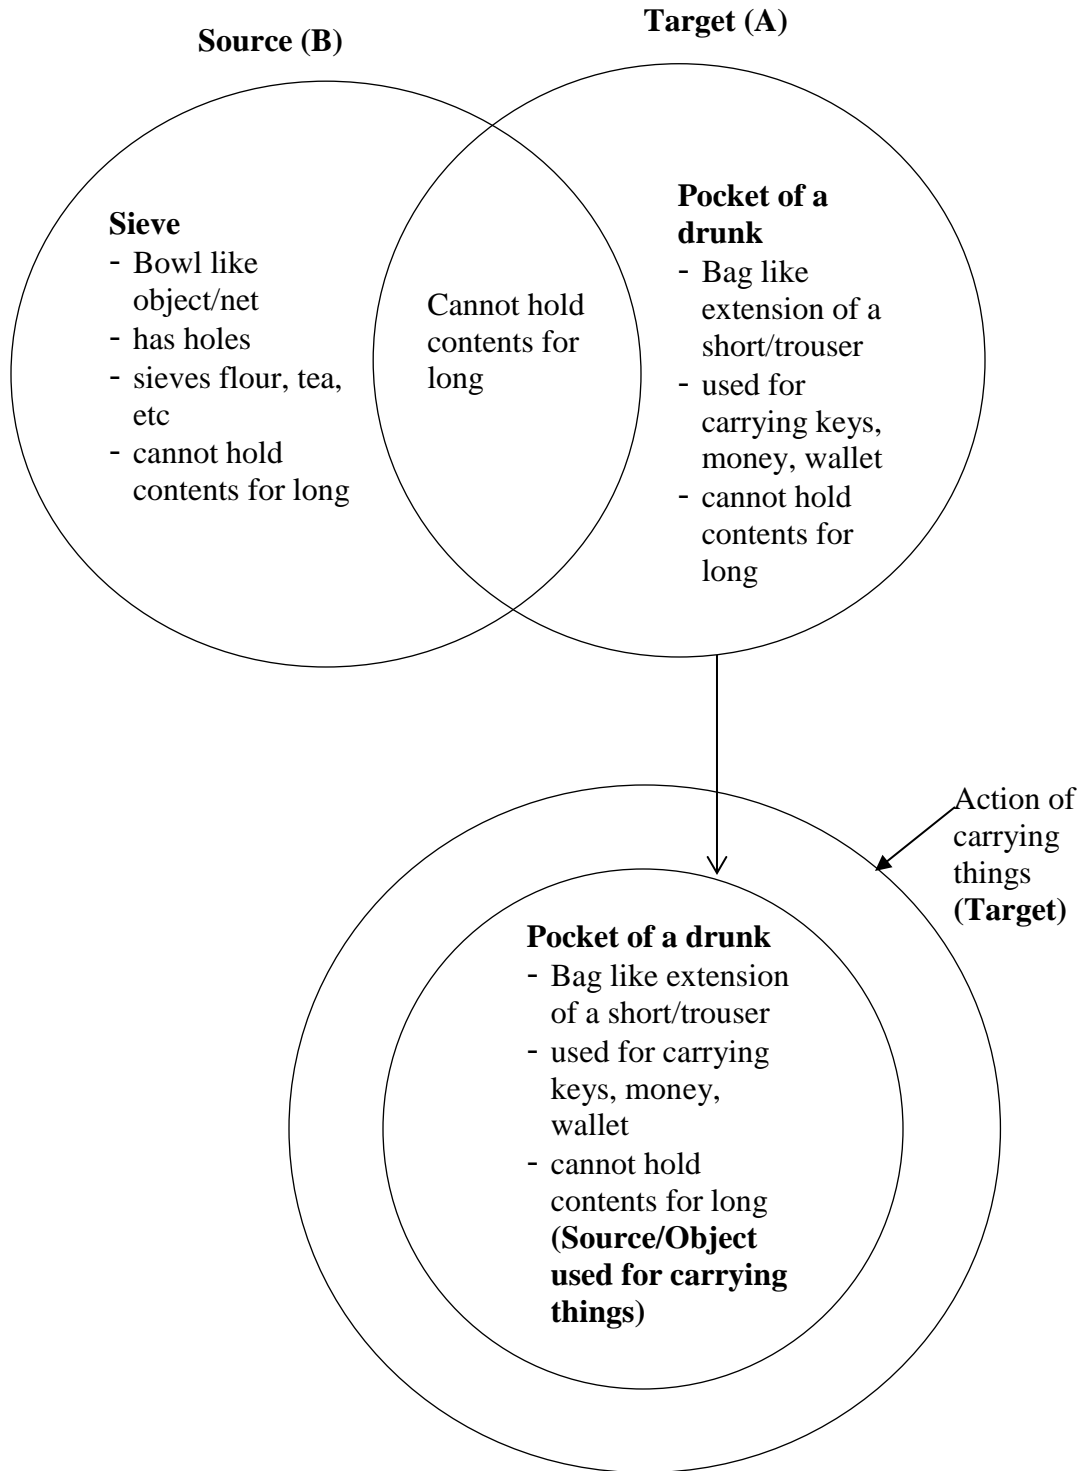 Source (B)
Target (A)
Sieve
- Bowl like
object/net
- has holes
- sieves flour, tea,
etc
- cannot hold
contents for long
Cannot hold
contents for
long
Pocket of a
drunk
- Bag like
extension of a
short/trouser
- used for
carrying keys,
money, wallet
- cannot hold
contents for
long
Action of
carrying
things
(Target)
Pocket of a drunk
- Bag like extension
of a short/trouser
- used for carrying
keys, money,
wallet
- cannot hold
contents for long
(Source/Object
used for carrying
things)